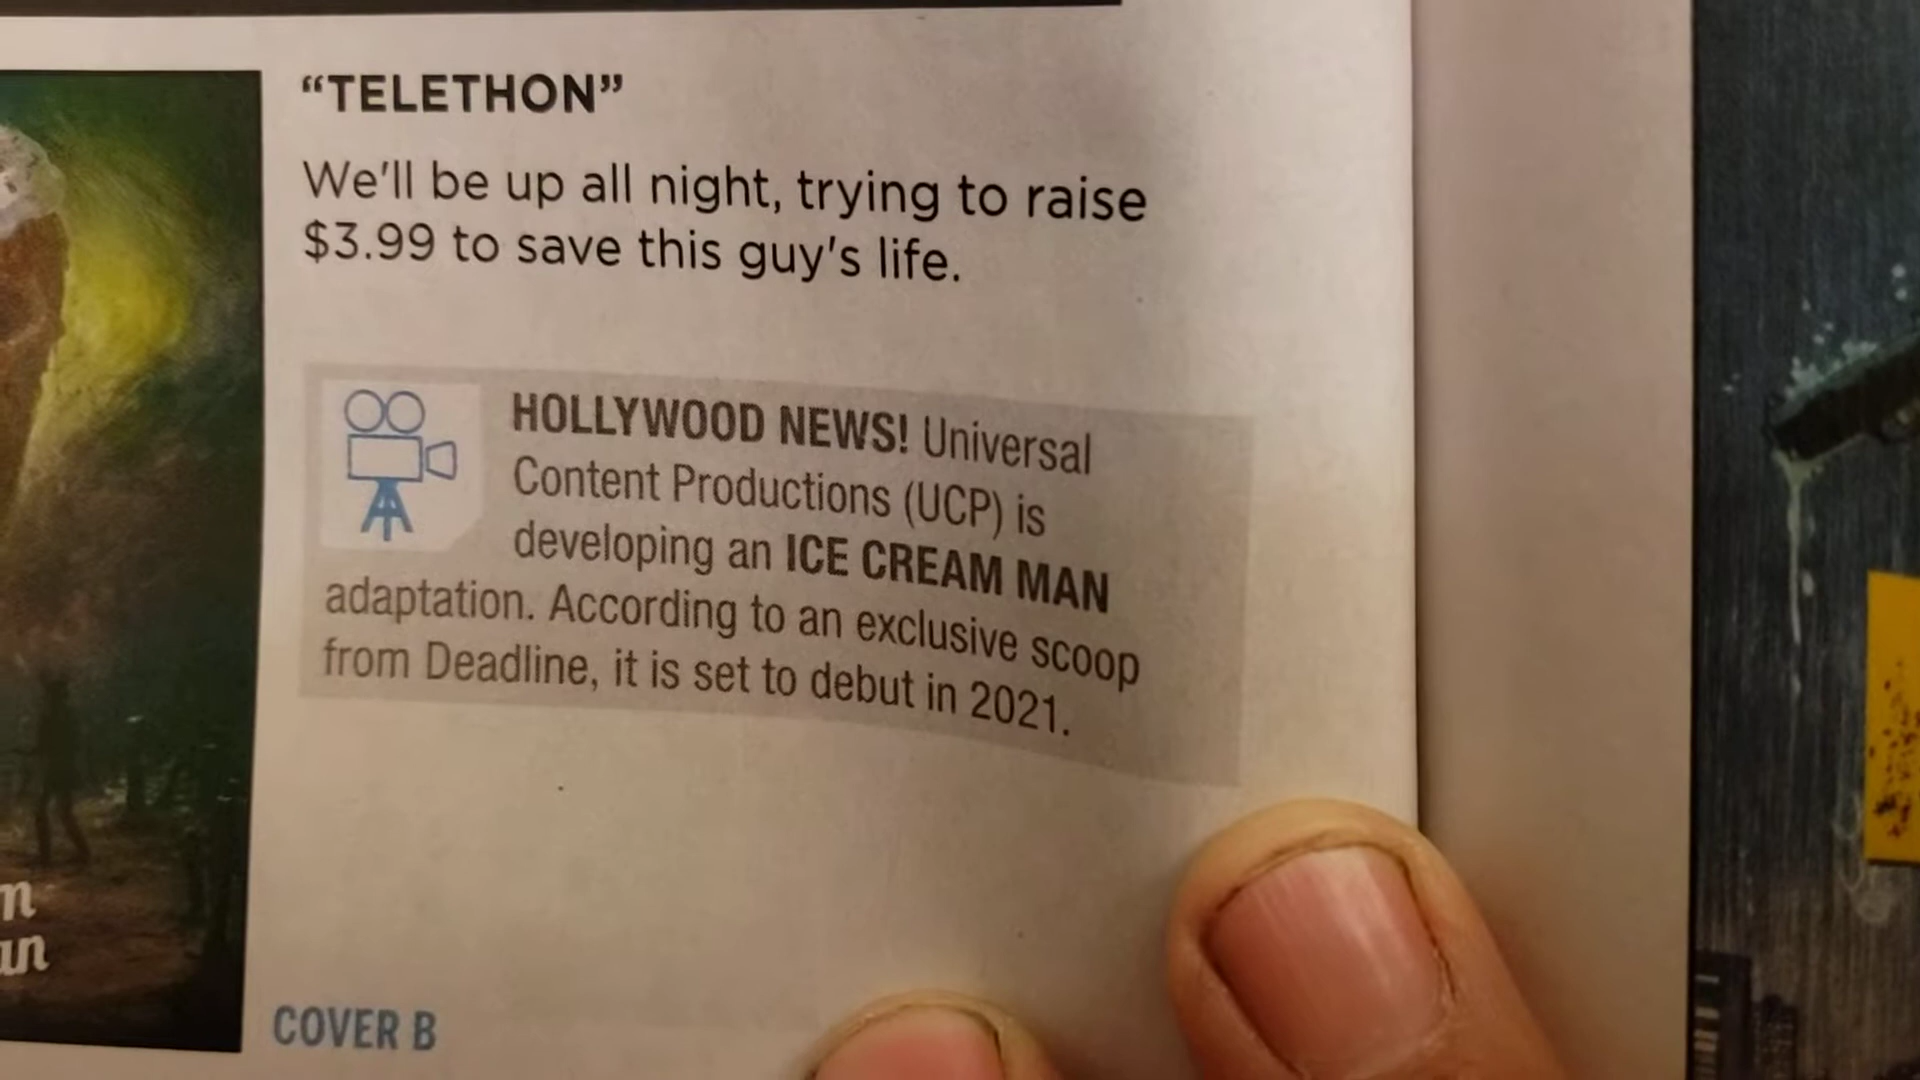 “TELETHON”
We'll be up all night, trying to raise
$3.99 to save this guy's life.
HOLLYWOOD NEWS! Universal
Content Productions (UCP) is
developing an ICE CREAM MAN
adaptation. According to an exclusive scoop
from Deadline, it is set to debut in 2021.
COVER B